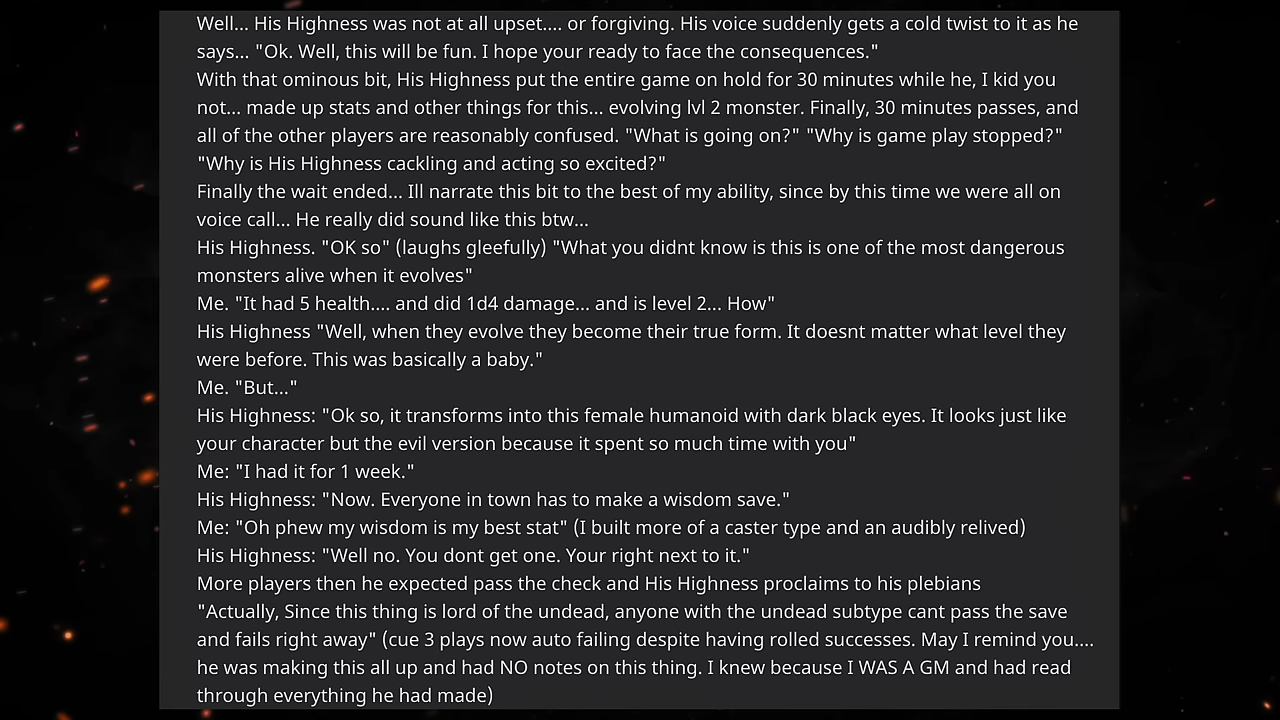 Well... His Highness was not at all upset.... or forgiving. His voice suddenly gets a cold twist to it as he
says... "Ok. Well, this will be fun. I hope your ready to face the consequences."
With that ominous bit, His Highness put the entire game on hold for 30 minutes while he, I kid you
not... made up stats and other things for this... evolving lvl 2 monster. Finally, 30 minutes passes, and
all of the other players are reasonably confused. "What is going on?" "Why is game play stopped?"
"Why is His Highness cackling and acting so excited?"
Finally the wait ended... Ill narrate this bit to the best of my ability, since by this time we were all on
voice call... He really did sound like this btw...
His Highness. "OK so" (laughs gleefully) "What you didnt know is this is one of the most dangerous
monsters alive when it evolves"
Me. "It had 5 health.... and did 1d4 damage... and is level 2... How"
His Highness "Well, when they evolve they become their true form. It doesnt matter what level they
were before. This was basically a baby."
Me. "But..."
His Highness: "Ok so, it transforms into this female humanoid with dark black eyes. It looks just like
your character but the evil version because it spent so much time with you"
Me: "I had it for 1 week."
His Highness: "Now. Everyone in town has to make a wisdom save."
Me: "Oh phew my wisdom is my best stat" (I built more of a caster type and an audibly relived)
His Highness: "Well no. You dont get one. Your right next to it."
More players then he expected pass the check and His Highness proclaims to his plebians
"Actually, Since this thing is lord of the undead, anyone with the undead subtype cant pass the save
and fails right away" (cue 3 plays now auto failing despite having rolled successes. May I remind you....
he was making this all up and had NO notes on this thing. I knew because I WAS A GM and had read
through everything he had made)